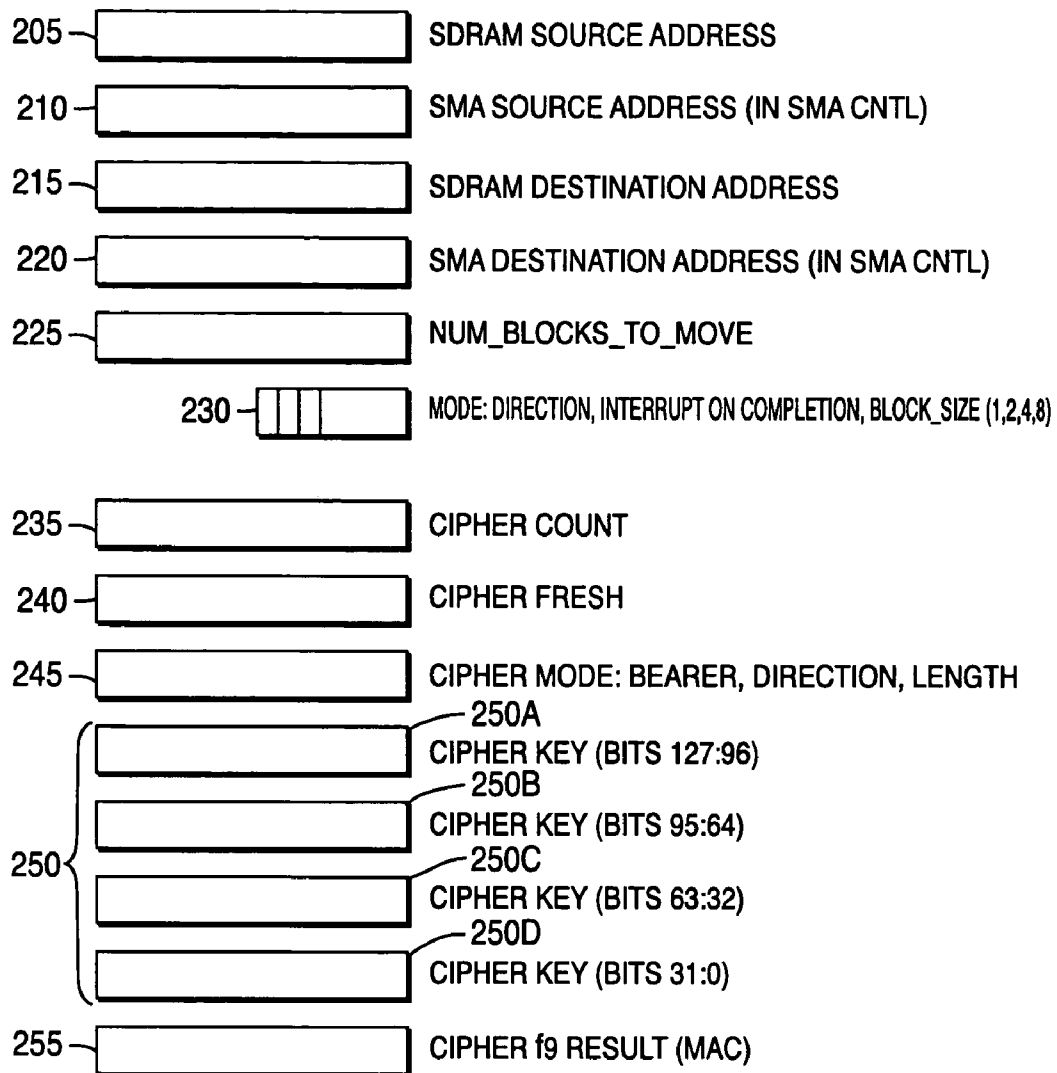 205 SDRAM SOURCE ADDRESS
210 SMA SOURCE ADDRESS (IN SMA CNTL)
215 SDRAM DESTINATION ADDRESS
220 SMA DESTINATION ADDRESS (IN SMA CNTL)
225 NUM_BLOCKS_TO_MOVE
230 MODE: DIRECTION, INTERRUPT ON COMPLETION, BLOCK_SIZE (1,2,4,8)
235 CIPHER COUNT
240 CIPHER FRESH
245 CIPHER MODE: BEARER, DIRECTION, LENGTH
250A
CIPHER KEY (BITS 127:96)
250B
CIPHER KEY (BITS 95:64)
250
250C
CIPHER KEY (BITS 63:32)
250D
CIPHER KEY (BITS 31:0)
255 CIPHER f9 RESULT (MAC)